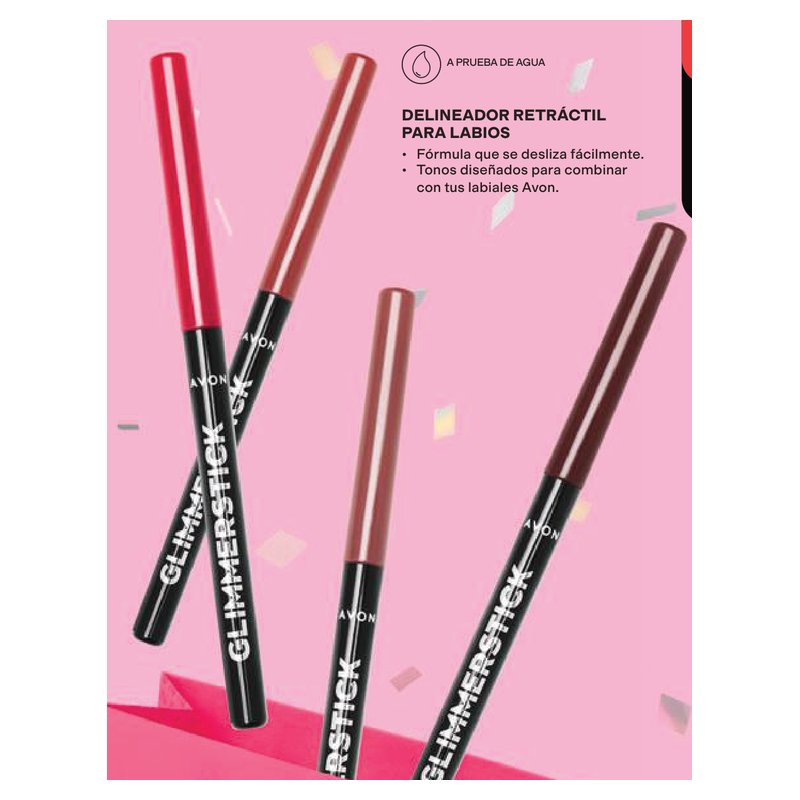 A PRUEBA DE AGUA
DELINEADOR RETRÁCTIL
PARA LABIOS
• Fórmula que se desliza fácilmente.
• Tonos diseñados para combinar
con tus labiales Avon.
AVON
GLIMMERSTICK
AVON
GLIMMERSTICK
AVON
AVON
GLIMMERSTICK